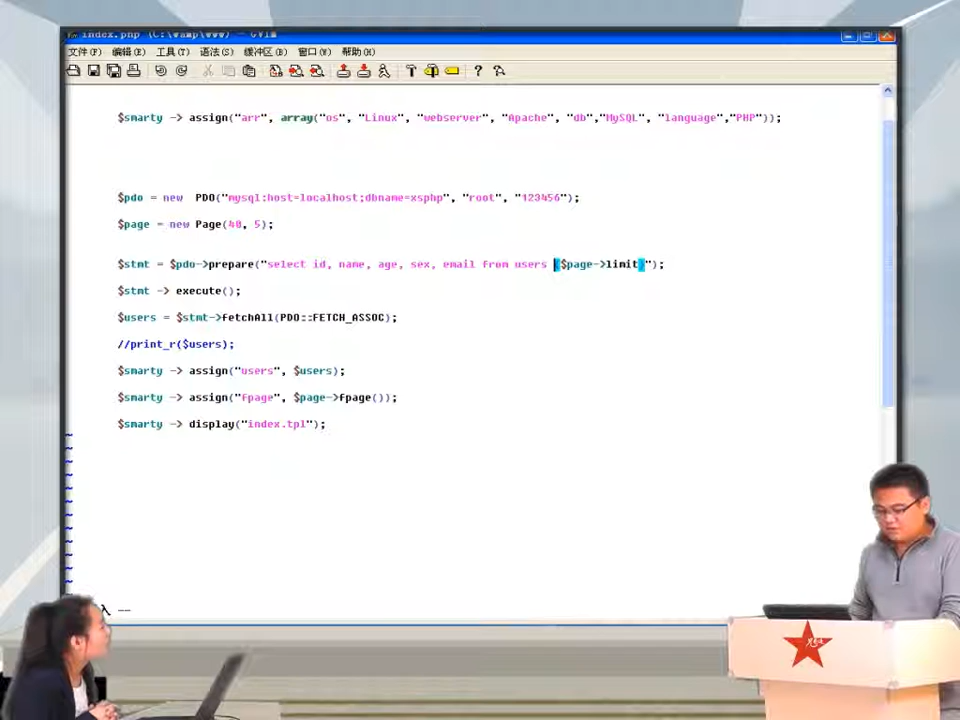 index.php (C:\wamp\www) - GVIM
文件(F) 编辑(E) 工具(T) 语法(S) 缓冲区(B) 窗口(W) 帮助(H)
$smarty -> assign("arr", array("os", "Linux", "webserver", "Apache", "db","MySQL", "language","PHP"));
$pdo = new  PDO("mysql:host=localhost;dbname=xsphp", "root", "123456");
$page = new Page(40, 5);
$stmt = $pdo->prepare("select id, name, age, sex, email from users {$page->limit}");
$stmt -> execute();
$users = $stmt->fetchAll(PDO::FETCH_ASSOC);
//print_r($users);
$smarty -> assign("users", $users);
$smarty -> assign("fpage", $page->fpage());
$smarty -> display("index.tpl");
~
~
~
~
~
~
~
~
~
~
~
~
入 --